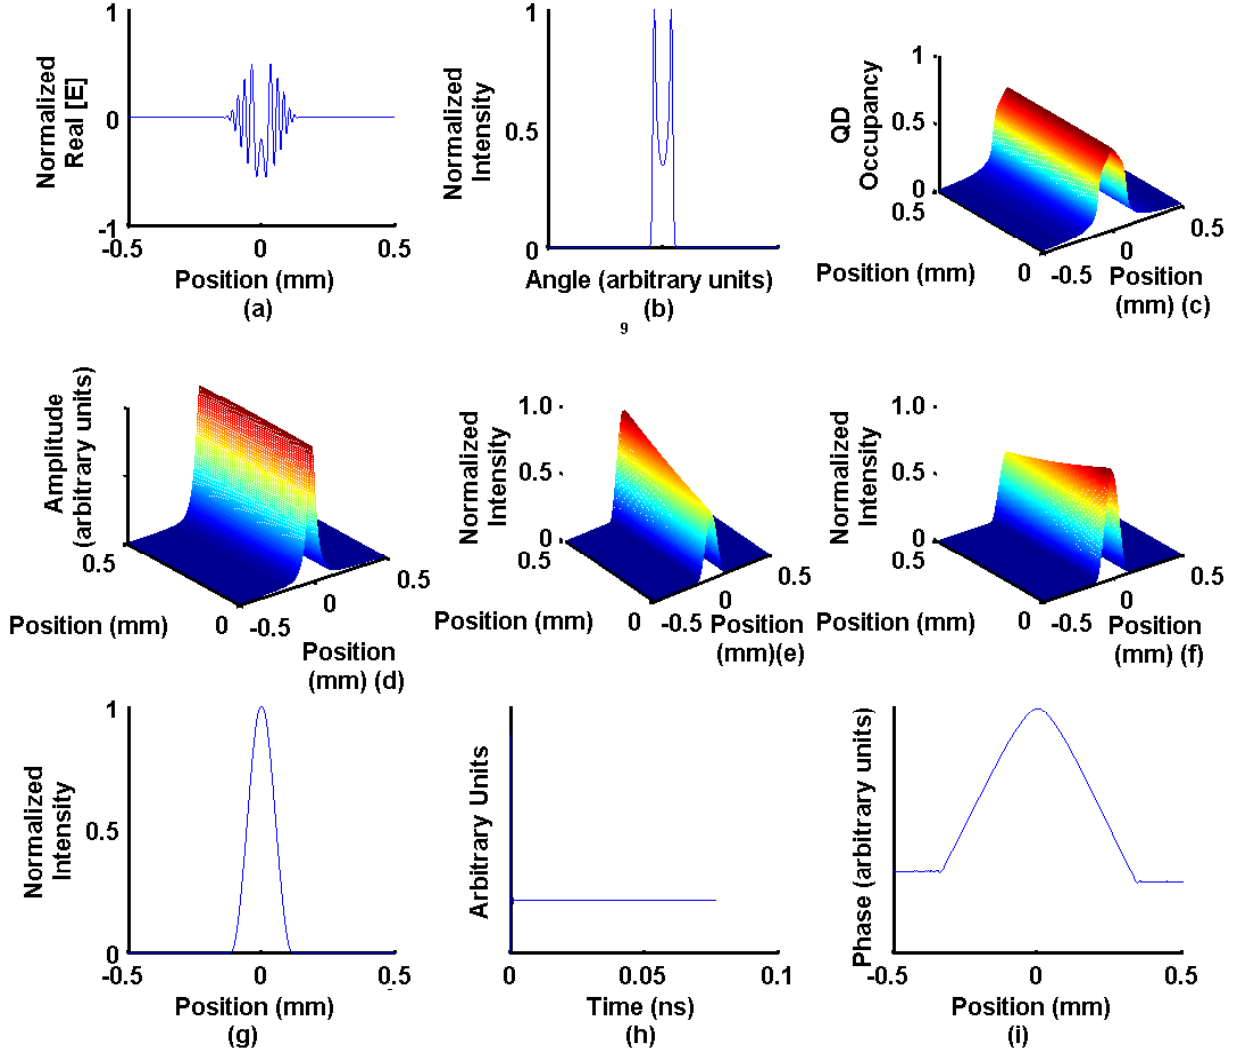 1
0
-1
-0.5
0
0.5
Normalized
Real [E]
Position (mm)
(a)
1
0.5
0
Normalized
Intensity
Angle (arbitrary units)
(b)
9
1
0.5
0
QD
Occupancy
0.5
0
-0.5
0
0.5
Position (mm)
Position
(mm) (c)
Amplitude
(arbitrary units)
0.5
0
-0.5
0
0.5
Position (mm)
Position
(mm) (d)
1.0
0.5
0
Normalized
Intensity
0.5
0
-0.5
0
0.5
Position (mm)
Position
(mm)(e)
1.0
0.5
0
Normalized
Intensity
0.5
0
-0.5
0
0.5
Position (mm)
Position
(mm) (f)
1
0.5
0
Normalized
Intensity
-0.5
0
0.5
Position (mm)
(g)
Arbitrary Units
0
0.05
0.1
Time (ns)
(h)
Phase (arbitrary units)
-0.5
0
0.5
Position (mm)
(i)